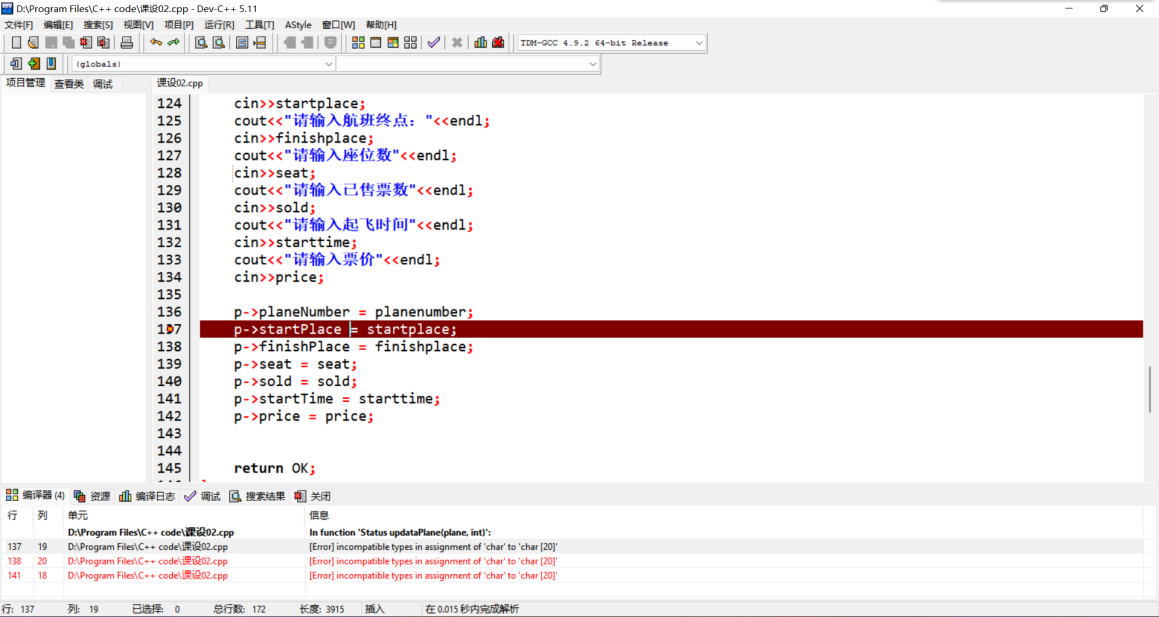 D:\Program Files\C++ code\课设02.cpp - Dev-C++ 5.11
文件[F] 编辑[E] 搜索[S] 视图[V] 项目[P] 运行[R] 工具[T] AStyle 窗口[W] 帮助[H]
TDM-GCC 4.9.2 64-bit Release
(globals)
项目管理 查看类 调试 课设02.cpp
124 cin>>startplace;
125 cout<<"请输入航班终点: "<<endl;
126 cin>>finishplace;
127 cout<<"请输入座位数"<<endl;
128 cin>>seat;
129 cout<<"请输入已售票数"<<endl;
130 cin>>sold;
131 cout<<"请输入起飞时间"<<endl;
132 cin>>starttime;
133 cout<<"请输入票价"<<endl;
134 cin>>price;
135
136 p->planeNumber = planenumber;
137 p->startPlace = startplace;
138 p->finishPlace = finishplace;
139 p->seat = seat;
140 p->sold = sold;
141 p->startTime = starttime;
142 p->price = price;
143
144
145 return OK;
编译器 (4) 资源 编译日志 调试 搜索结果 关闭
行 列 单元 信息
D:\Program Files\C++ code\课设02.cpp In function 'Status updataPlane(plane, int)':
137 19 D:\Program Files\C++ code\课设02.cpp [Error] incompatible types in assignment of 'char' to 'char [20]'
138 20 D:\Program Files\C++ code\课设02.cpp [Error] incompatible types in assignment of 'char' to 'char [20]'
141 18 D:\Program Files\C++ code\课设02.cpp [Error] incompatible types in assignment of 'char' to 'char [20]'
行: 137 列: 19 已选择: 0 总行数: 172 长度: 3915 插入 在 0.015 秒内完成解析